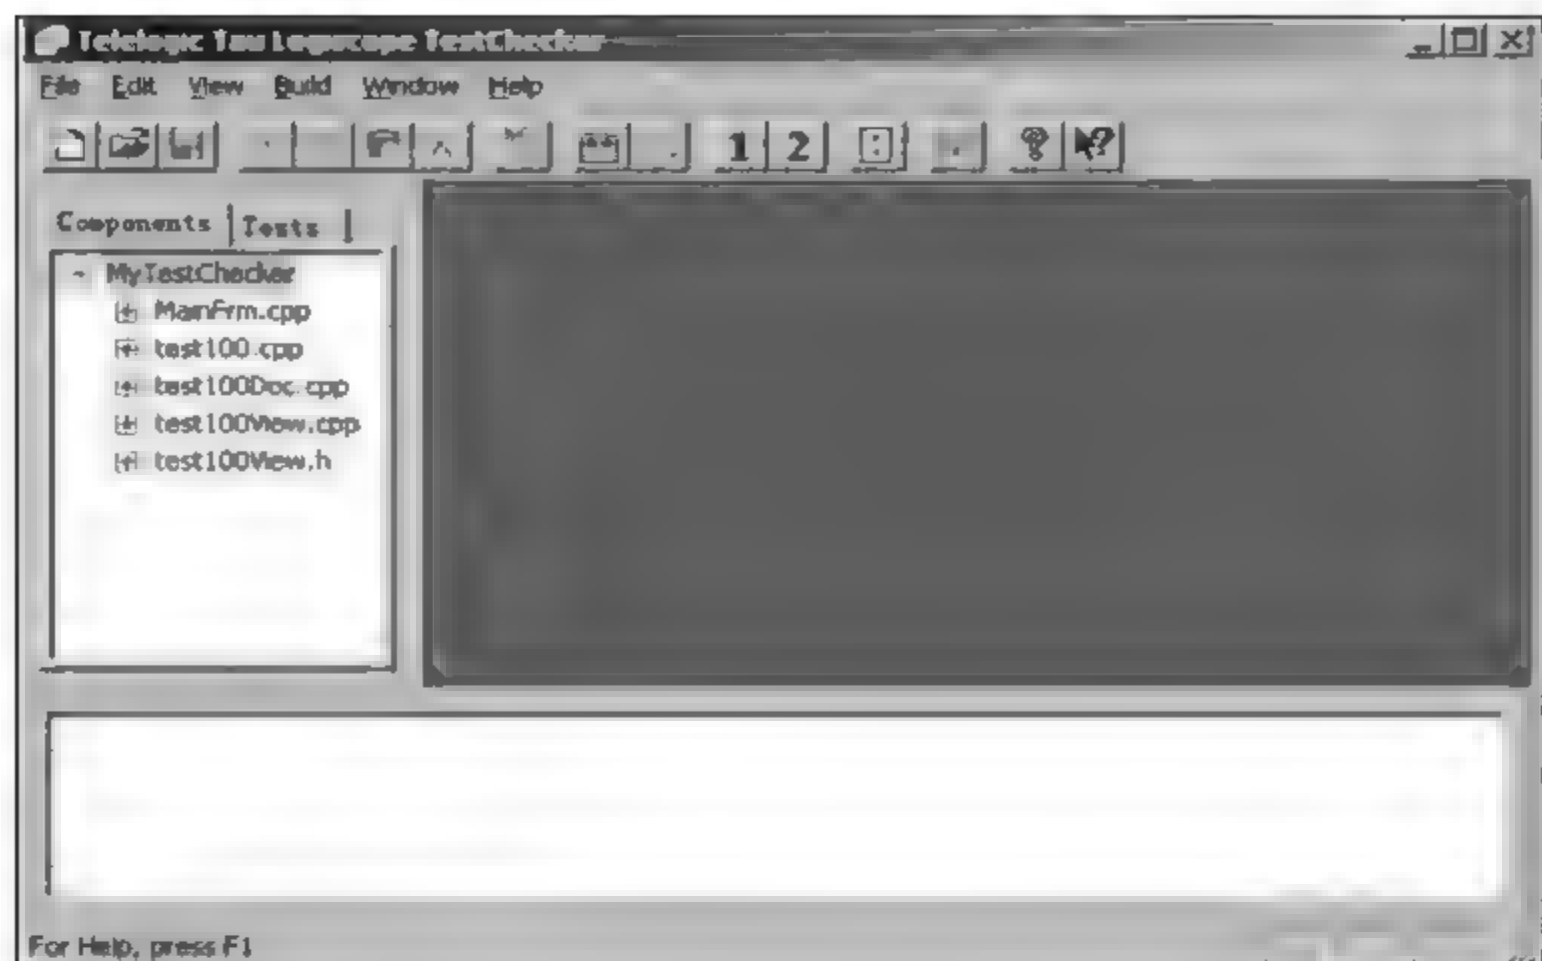 Telelogic Tau Logiscope TestChecker
File Edit View Build Window Help
1 2
Components Tests
MyTestChecker
MainFrm.cpp
test100.cpp
test100Doc.cpp
test100View.cpp
test100View.h
For Help, press F1